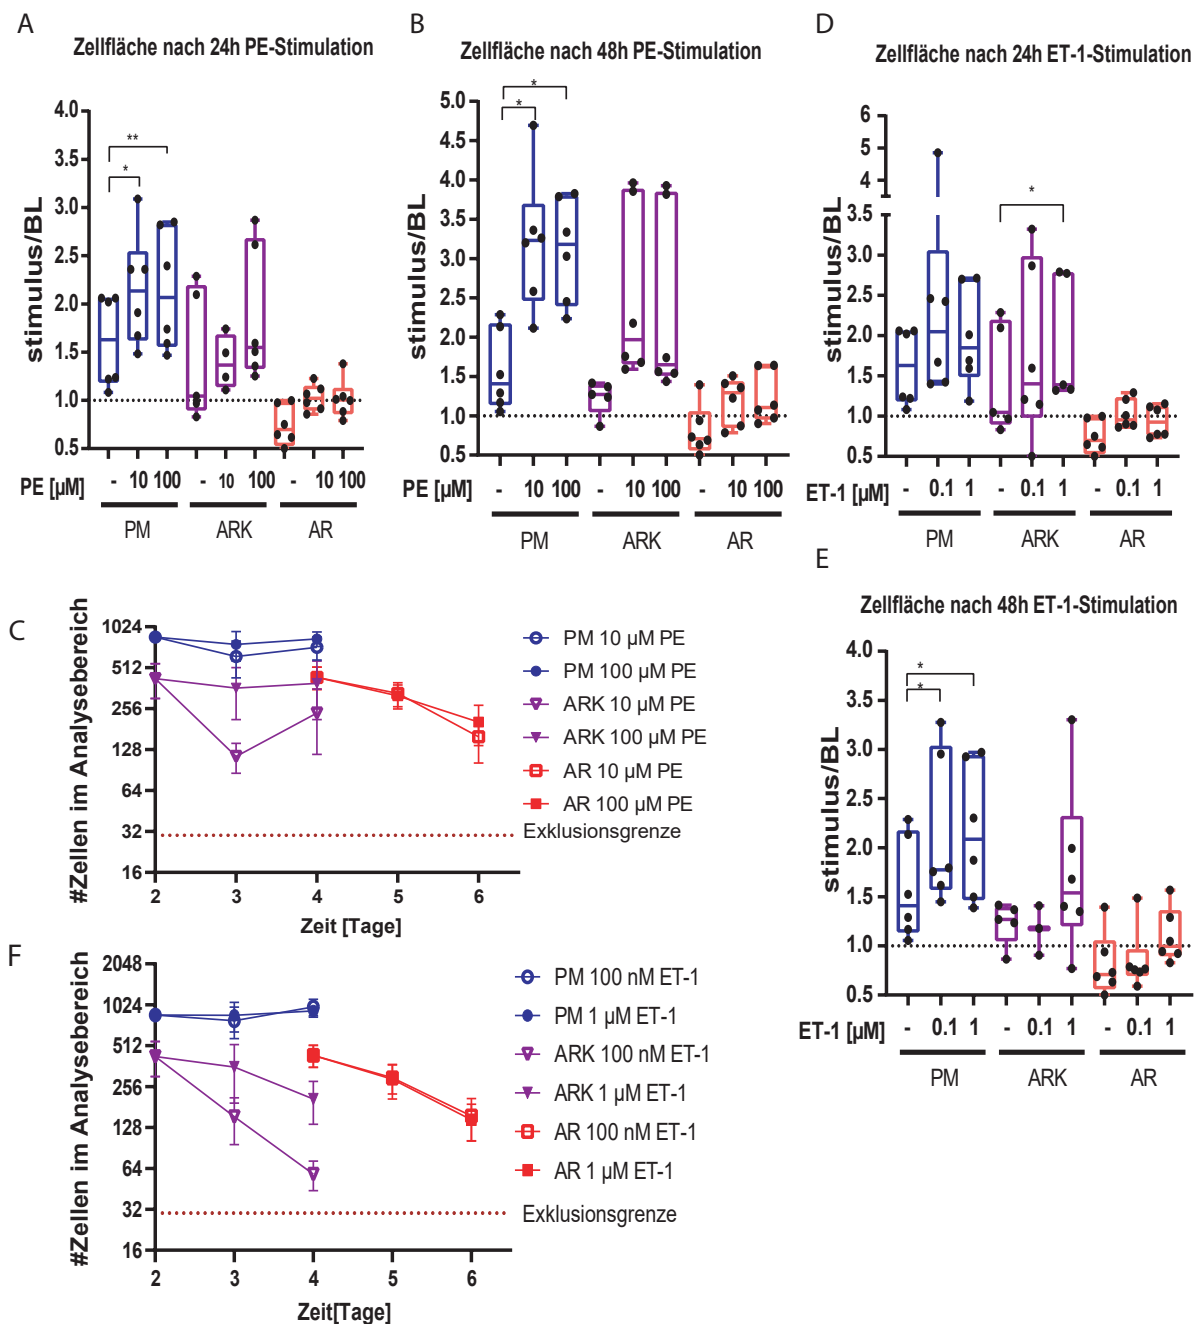 A
Zellfläche nach 24h PE-Stimulation
**
*
stimulus/BL
4.0
3.5
3.0
2.5
2.0
1.5
1.0
0.5
PE [µM] - 10 100 - 10 100 - 10 100
PM ARK AR
B
Zellfläche nach 48h PE-Stimulation
*
*
stimulus/BL
5.0
4.5
4.0
3.5
3.0
2.5
2.0
1.5
1.0
0.5
PE [µM] - 10 100 - 10 100 - 10 100
PM ARK AR
D
Zellfläche nach 24h ET-1-Stimulation
*
stimulus/BL
6
5
4
3.5
3.0
2.5
2.0
1.5
1.0
0.5
ET-1 [µM] - 0.1 1 - 0.1 1 - 0.1 1
PM ARK AR
C
#Zellen im Analysebereich
1024
512
256
128
64
32
16
2 3 4 5 6
Zeit [Tage]
PM 10 µM PE
PM 100 µM PE
ARK 10 µM PE
ARK 100 µM PE
AR 10 µM PE
AR 100 µM PE
Exklusionsgrenze
E
Zellfläche nach 48h ET-1-Stimulation
*
*
stimulus/BL
4.0
3.5
3.0
2.5
2.0
1.5
1.0
0.5
ET-1 [µM] - 0.1 1 - 0.1 1 - 0.1 1
PM ARK AR
F
#Zellen im Analysebereich
2048
1024
512
256
128
64
32
16
2 3 4 5 6
Zeit[Tage]
PM 100 nM ET-1
PM 1 µM ET-1
ARK 100 nM ET-1
ARK 1 µM ET-1
AR 100 nM ET-1
AR 1 µM ET-1
Exklusionsgrenze